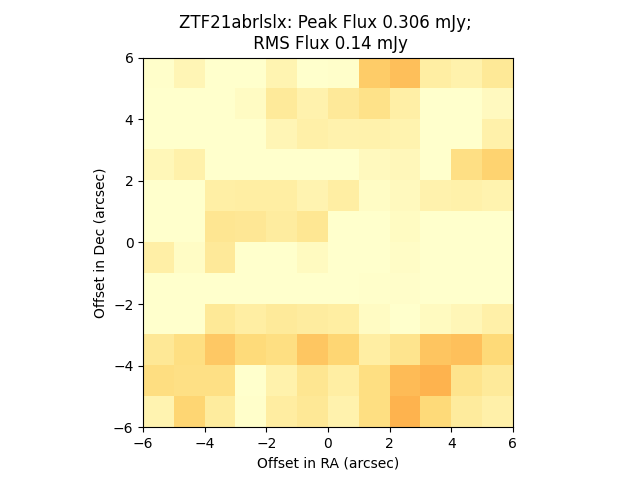 ZTF21abrlslx: Peak Flux 0.306 mJy;
RMS Flux 0.14 mJy
6
4
2
0
−2
−4
−6
Offset in Dec (arcsec)
−6 −4 −2 0 2 4 6
Offset in RA (arcsec)